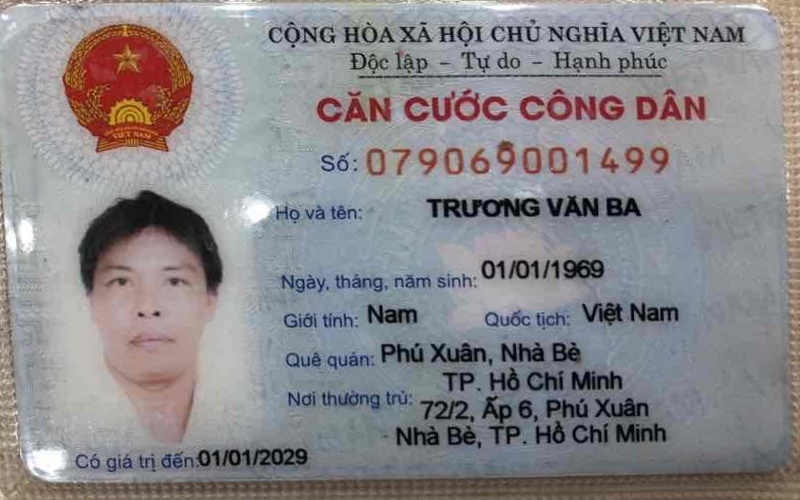 CỘNG HÒA XÃ HỘI CHỦ NGHĨA VIỆT NAM
Độc lập – Tự do – Hạnh phúc
CĂN CƯỚC CÔNG DÂN
Số: 079069001499
Họ và tên: TRƯƠNG VĂN BA
Ngày, tháng, năm sinh: 01/01/1969
Giới tính: Nam Quốc tịch: Việt Nam
Quê quán: Phú Xuân, Nhà Bè
TP. Hồ Chí Minh
Nơi thường trú: 72/2, Ấp 6, Phú Xuân
Nhà Bè, TP. Hồ Chí Minh
Có giá trị đến: 01/01/2029
VIỆT NAM